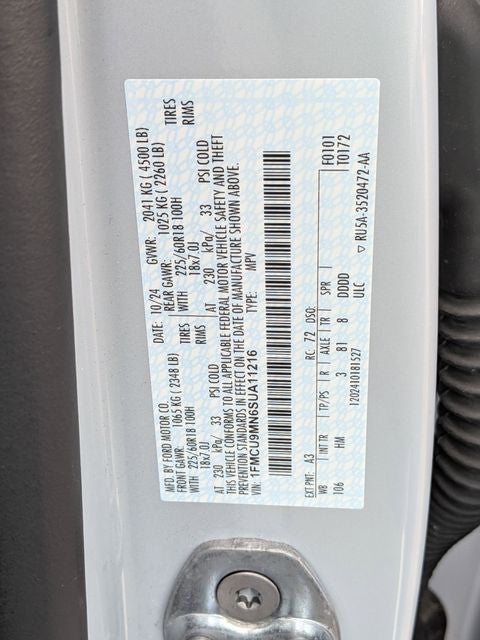 MFD. BY FORD MOTOR CO. DATE: 10/24 GVWR: 2041 KG ( 4500 LB)
FRONT GAWR: 1065 KG ( 2348 LB) REAR GAWR: 1025 KG ( 2260 LB)
WITH 225/60R18 100H TIRES WITH 225/60R18 100H TIRES
18x7.0J RIMS 18x7.0J RIMS
AT 230 kPa/ 33 PSI COLD AT 230 kPa/ 33 PSI COLD
THIS VEHICLE CONFORMS TO ALL APPLICABLE FEDERAL MOTOR VEHICLE SAFETY AND THEFT
PREVENTION STANDARDS IN EFFECT ON THE DATE OF MANUFACTURE SHOWN ABOVE.
VIN: 1FMCU9MN6SUA11216 TYPE: MPV
F0101
T0172
EXT PNT: A3 RC: 72 DSO:
WB INT TR TP/PS R AXLE TR SPR
106 HM 3 81 8 DDDD
ULC
1202410181527 ▽ RU5A-3520472-AA